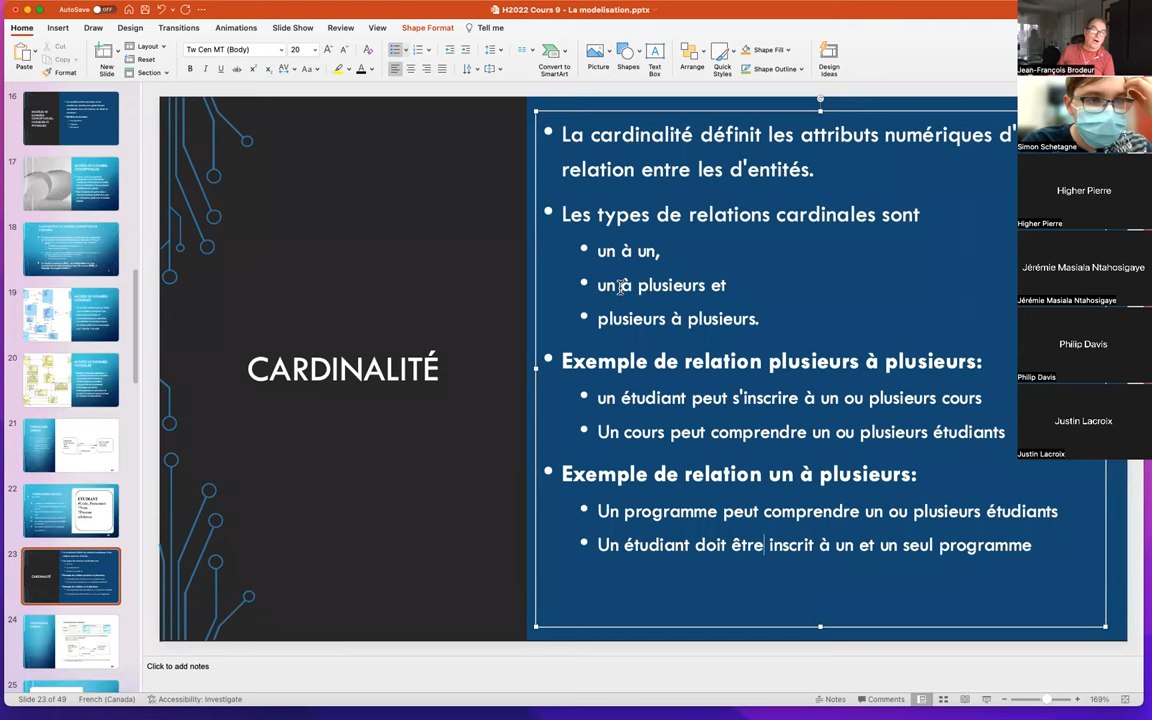 AutoSave OFF
H2022 Cours 9 - La modelisation.pptx
Home Insert Draw Design Transitions Animations Slide Show Review View Shape Format Tell me
Paste
Cut
Copy
Format
New Slide
Layout
Reset
Section
Tw Cen MT (Body) 20
Convert to SmartArt
Picture
Shapes
Text Box
Arrange
Quick Styles
Shape Fill
Shape Outline
Design Ideas
16
17
18
19
20
21
22
23
24
25
CARDINALITÉ
• La cardinalité définit les attributs numériques d'
relation entre les d'entités.
• Les types de relations cardinales sont
• un à un,
• un à plusieurs et
• plusieurs à plusieurs.
• Exemple de relation plusieurs à plusieurs:
• un étudiant peut s'inscrire à un ou plusieurs cours
• Un cours peut comprendre un ou plusieurs étudiants
• Exemple de relation un à plusieurs:
• Un programme peut comprendre un ou plusieurs étudiants
• Un étudiant doit être inscrit à un et un seul programme
Jean-François Brodeur
Simon Schetagne
Higher Pierre
Higher Pierre
Jérémie Masiala Ntahosigaye
Jérémie Masiala Ntahosigaye
Philip Davis
Philip Davis
Justin Lacroix
Justin Lacroix
Click to add notes
Slide 23 of 49 French (Canada) Accessibility: Investigate
Notes Comments 169%